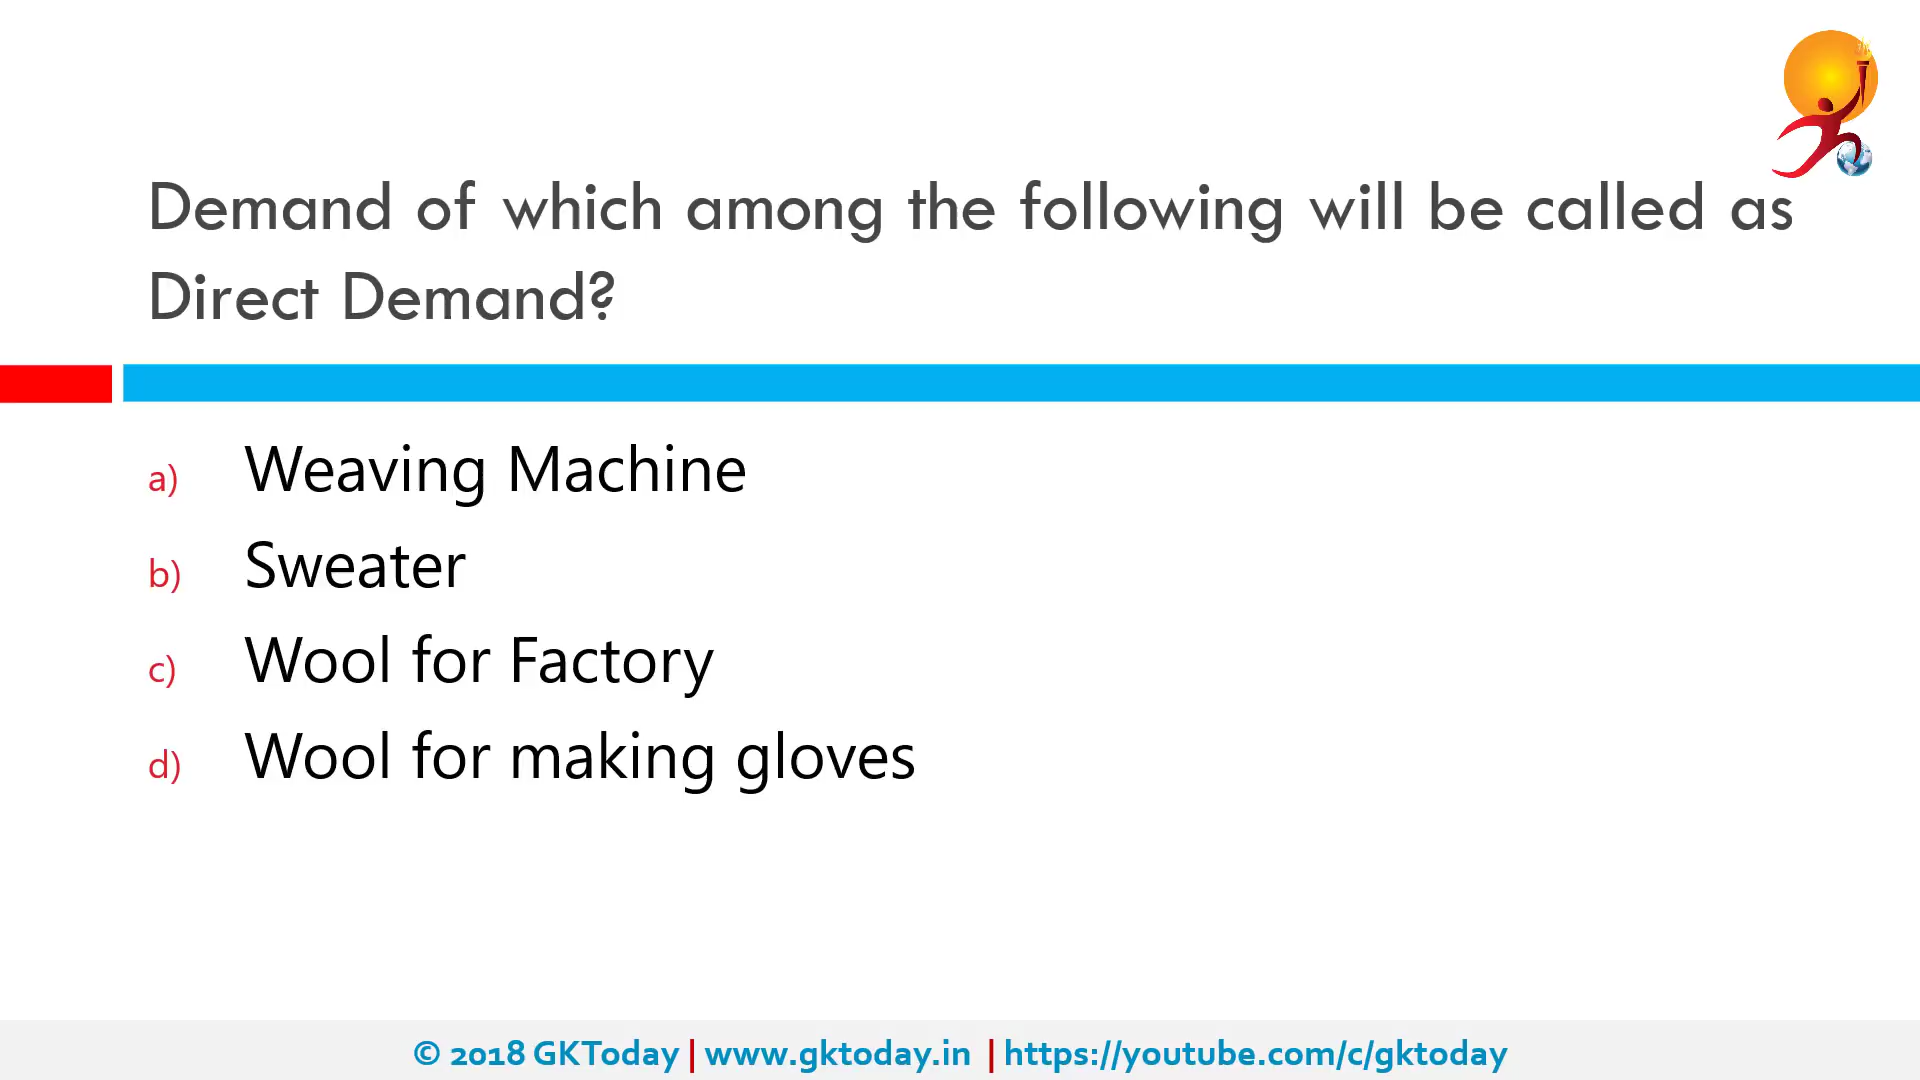 Demand of which among the following will be called as
Direct Demand?
a) Weaving Machine
b) Sweater
c) Wool for Factory
d) Wool for making gloves
© 2018 GKToday | www.gktoday.in | https://youtube.com/c/gktoday